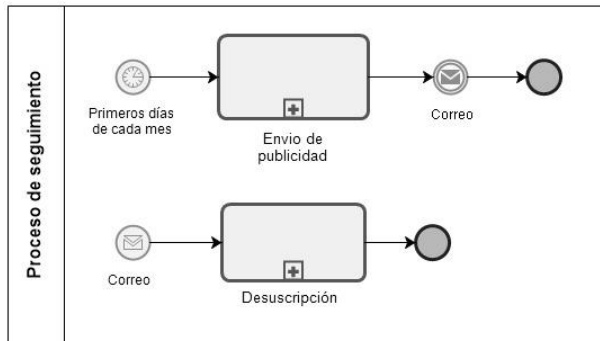 Proceso de seguimiento
Primeros días
de cada mes
Envio de
publicidad
Correo
Correo
Desuscripción